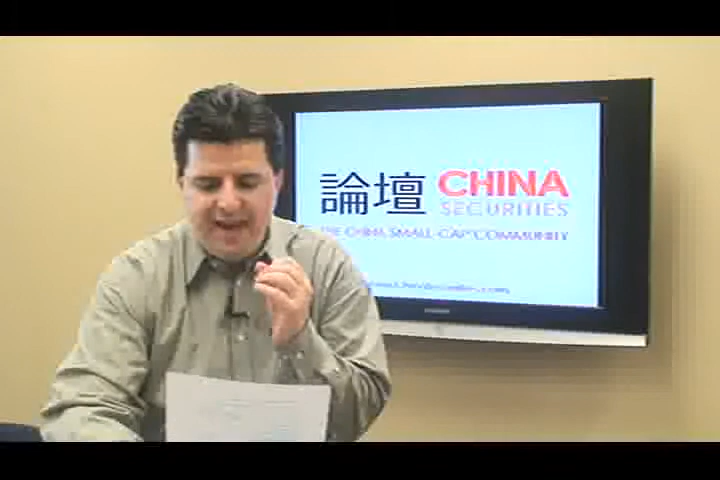 論壇 CHINA
SECURITIES
THE CHINA SMALL-CAP COMMUNITY